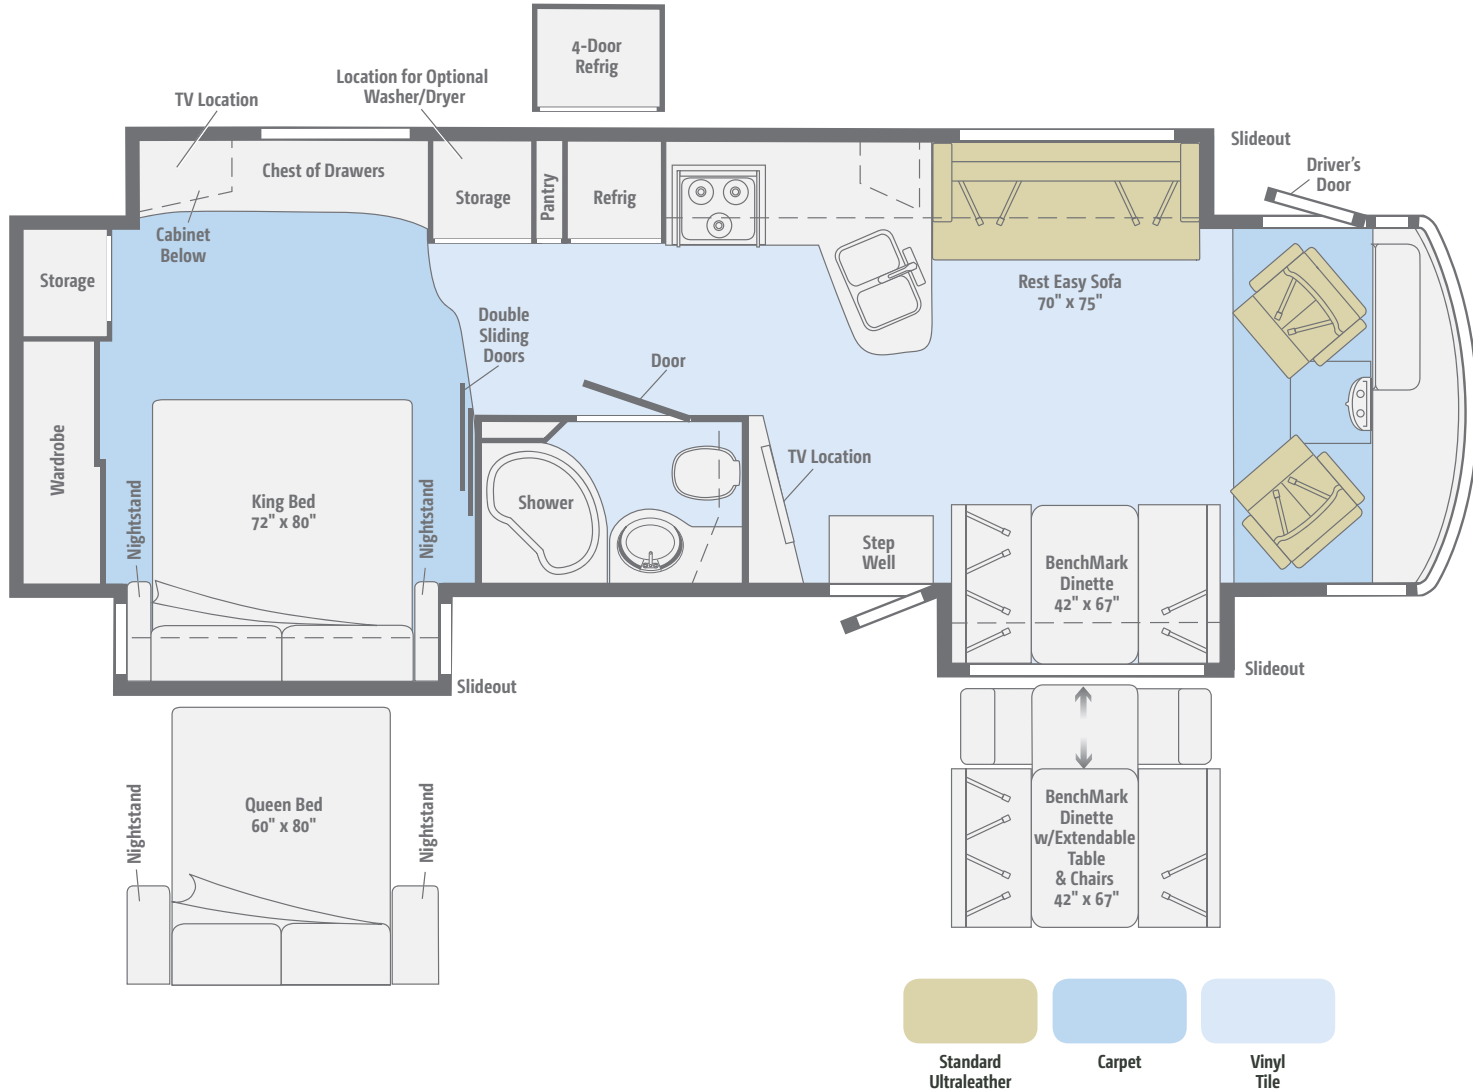 4-Door
Refrig
Location for Optional
Washer/Dryer
TV Location
Slideout
Driver's
Door
Chest of Drawers
Storage
Pantry
Refrig
Cabinet
Below
Storage
Rest Easy Sofa
70" x 75"
Double
Sliding
Doors
Door
Wardrobe
TV Location
Nightstand
King Bed
72" x 80"
Nightstand
Shower
Step
Well
BenchMark
Dinette
42" x 67"
Slideout
Slideout
Nightstand
Queen Bed
60" x 80"
Nightstand
BenchMark
Dinette
w/Extendable
Table
& Chairs
42" x 67"
Standard
Ultraleather
Carpet
Vinyl
Tile